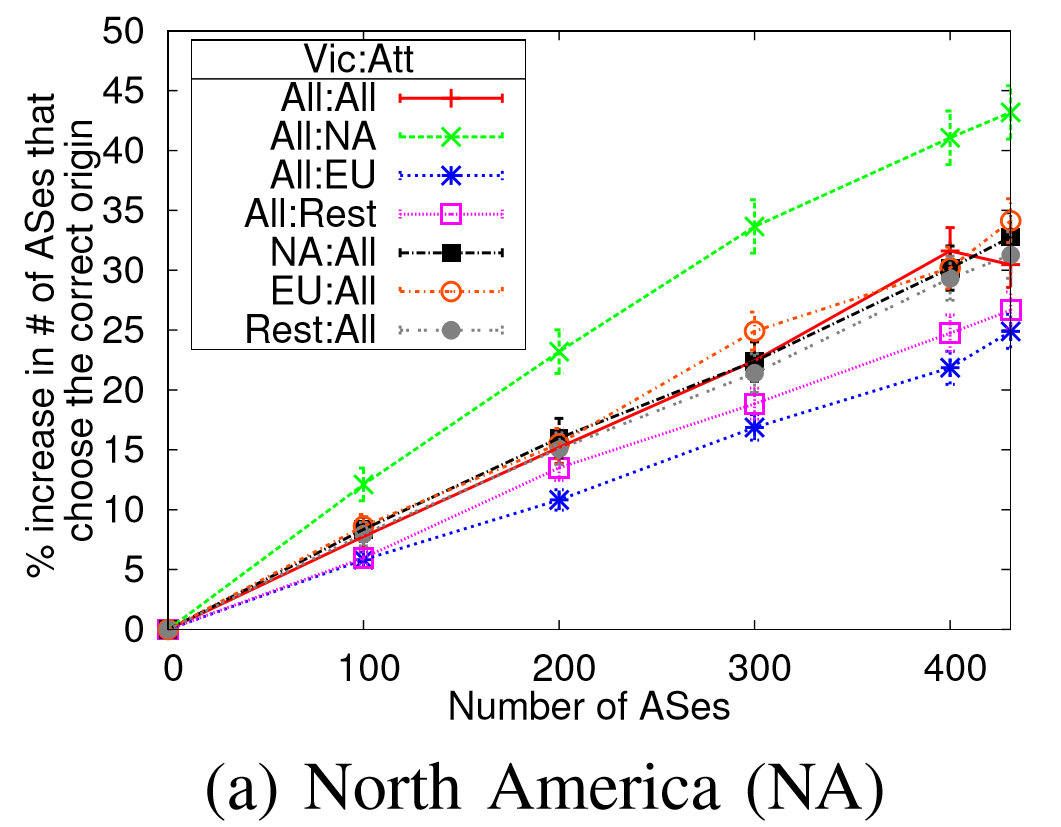 50
45
40
35
30
25
20
15
10
5
0
% increase in # of ASes that
choose the correct origin
Vic:Att
All:All
All:NA
All:EU
All:Rest
NA:All
EU:All
Rest:All
0 100 200 300 400
Number of ASes
(a) North America (NA)